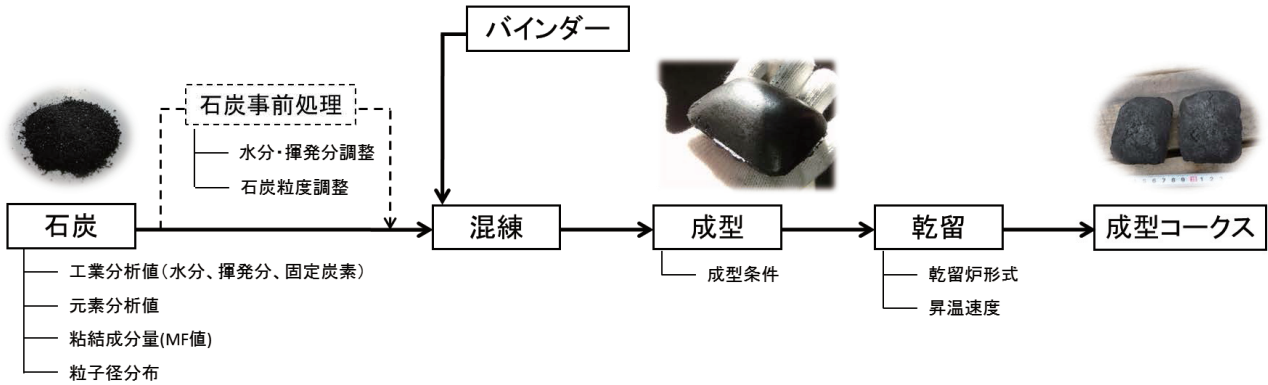 バインダー
石炭事前処理
水分・揮発分調整
石炭粒度調整
石炭
混練
成型
乾留
成型コークス
工業分析値（水分、揮発分、固定炭素）
元素分析値
粘結成分量(MF値)
粒子径分布
成型条件
乾留炉形式
昇温速度